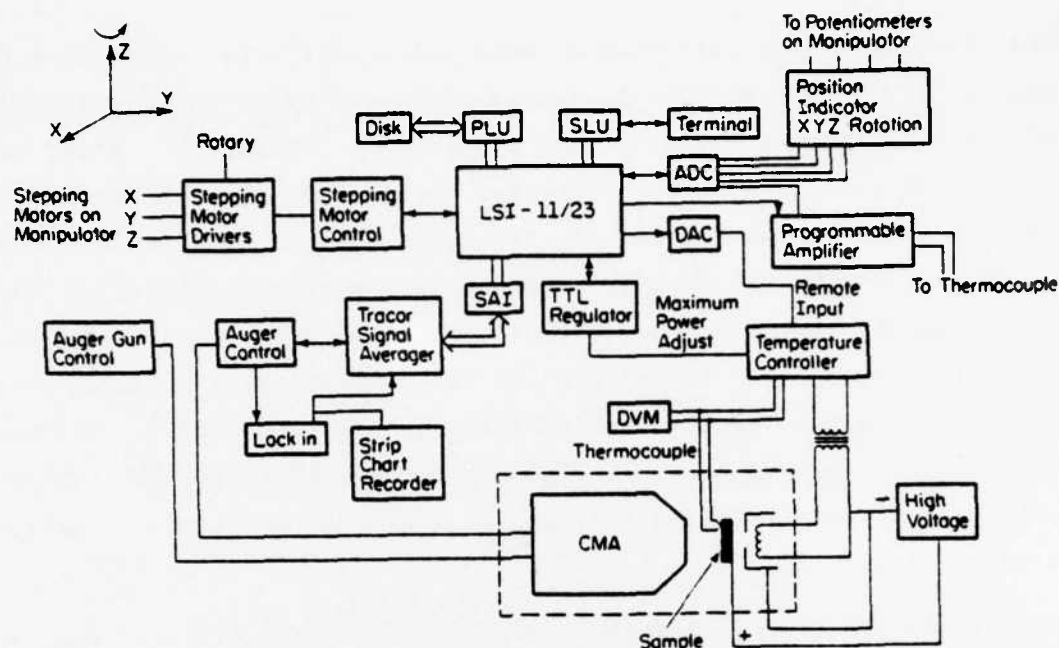 To Potentiometers
on Manipulator
Z
Y
X
Position
Indicator
X Y Z Rotation
Disk
PLU
SLU
Terminal
Rotary
ADC
Stepping
Motors on
Manipulator
X
Y
Z
Stepping
Motor
Drivers
Stepping
Motor
Control
LSI - 11/23
DAC
Programmable
Amplifier
To Thermocouple
SAI
TTL
Regulator
Maximum
Power
Adjust
Remote
Input
Auger Gun
Control
Auger
Control
Tracor
Signal
Averager
Temperature
Controller
DVM
Lock in
Strip
Chart
Recorder
Thermocouple
CMA
-
High
Voltage
Sample
+